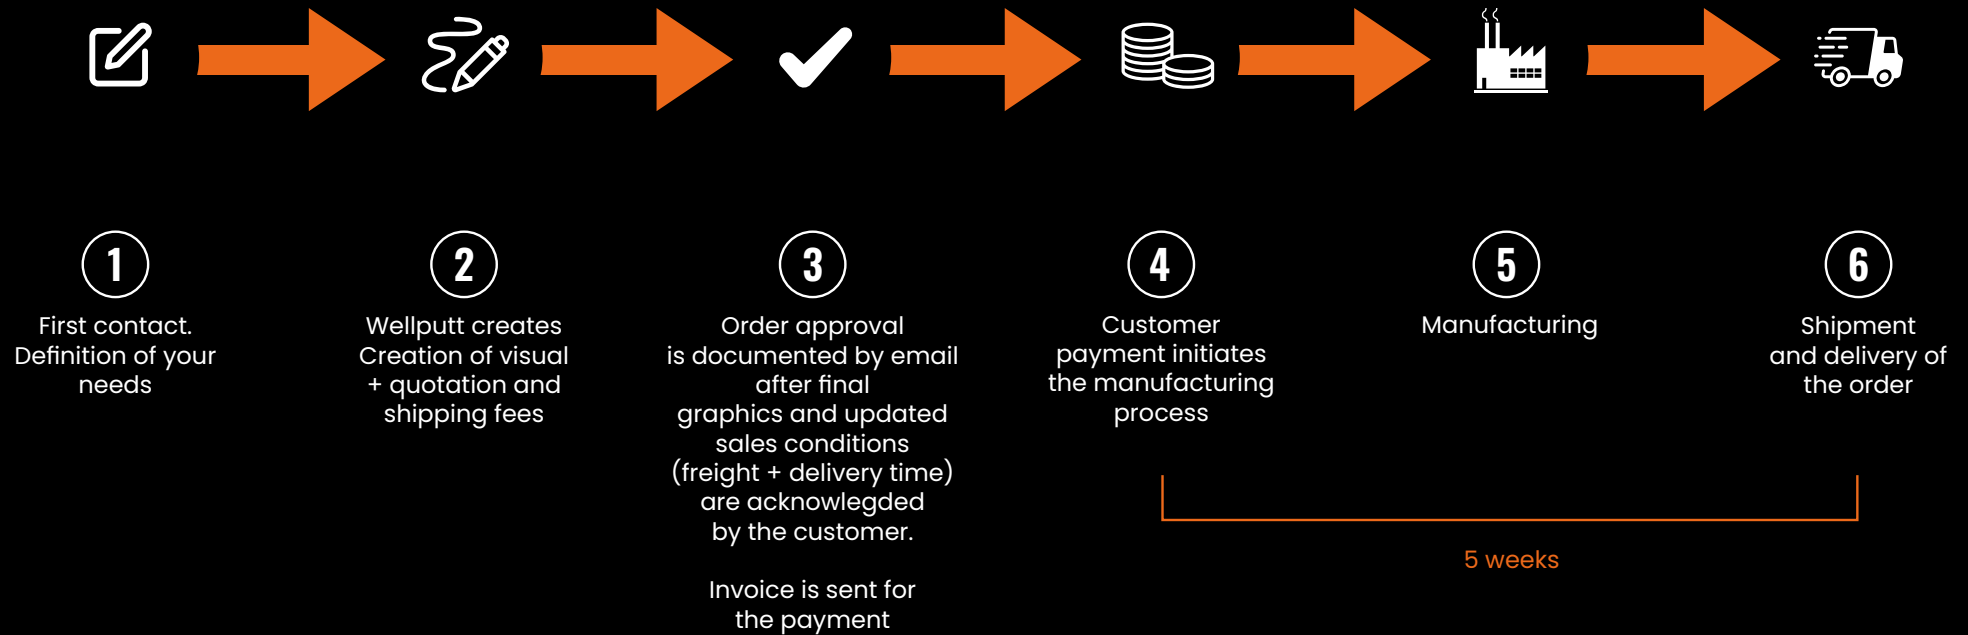 1
First contact.
Definition of your
needs
2
Wellputt creates
Creation of visual
+ quotation and
shipping fees
3
Order approval
is documented by email
after final
graphics and updated
sales conditions
(freight + delivery time)
are acknowlegded
by the customer.
Invoice is sent for
the payment
4
Customer
payment initiates
the manufacturing
process
5
Manufacturing
6
Shipment
and delivery of
the order
5 weeks